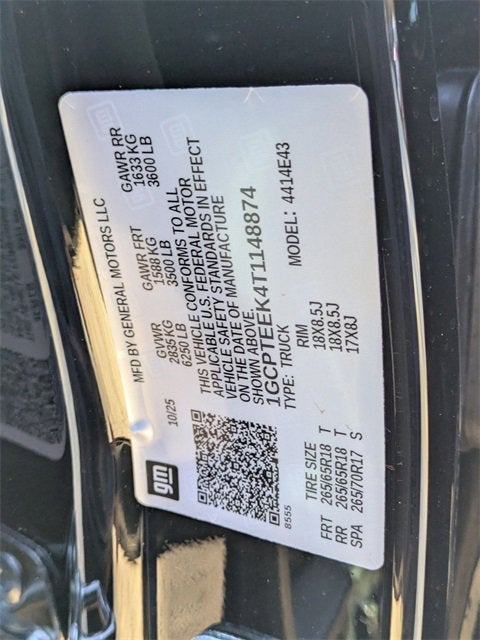 gm
10/25
MFD BY GENERAL MOTORS LLC
GVWR GAWR FRT GAWR RR
2835 KG 1588 KG 1633 KG
6250 LB 3500 LB 3600 LB
THIS VEHICLE CONFORMS TO ALL
APPLICABLE U.S. FEDERAL MOTOR
VEHICLE SAFETY STANDARDS IN EFFECT
ON THE DATE OF MANUFACTURE
SHOWN ABOVE.
1GCPTEEK4T1148874
TYPE: TRUCK MODEL: 4414E43
8555
TIRE SIZE RIM
FRT 265/65R18 T 18X8.5J
RR 265/65R18 T 18X8.5J
SPA 265/70R17 S 17X8J